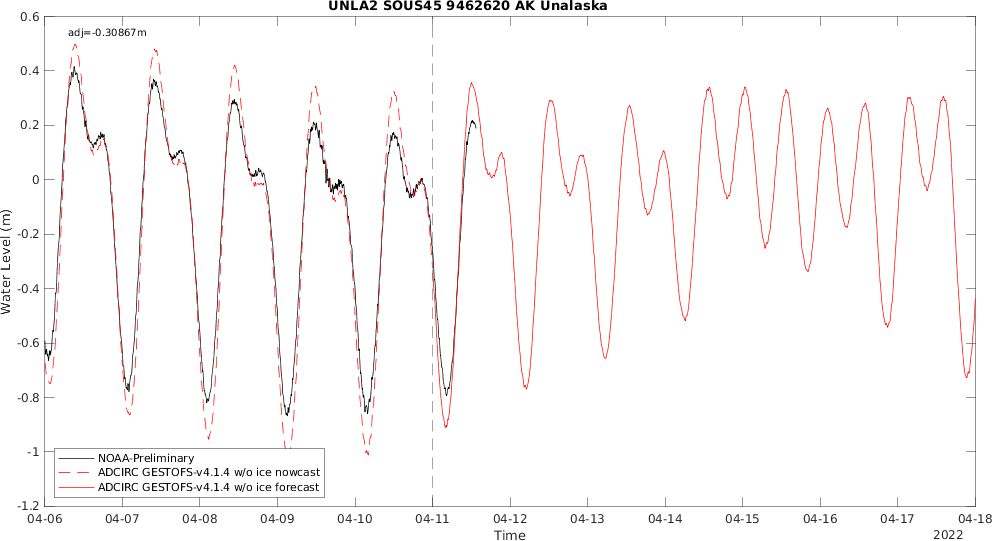 UNLA2 SOUS45 9462620 AK Unalaska
adj=-0.30867m
0.6
0.4
0.2
0
-0.2
-0.4
-0.6
-0.8
-1
-1.2
Water Level (m)
NOAA-Preliminary
ADCIRC GESTOFS-v4.1.4 w/o ice nowcast
ADCIRC GESTOFS-v4.1.4 w/o ice forecast
04-06 04-07 04-08 04-09 04-10 04-11 04-12 04-13 04-14 04-15 04-16 04-17 04-18
Time
2022